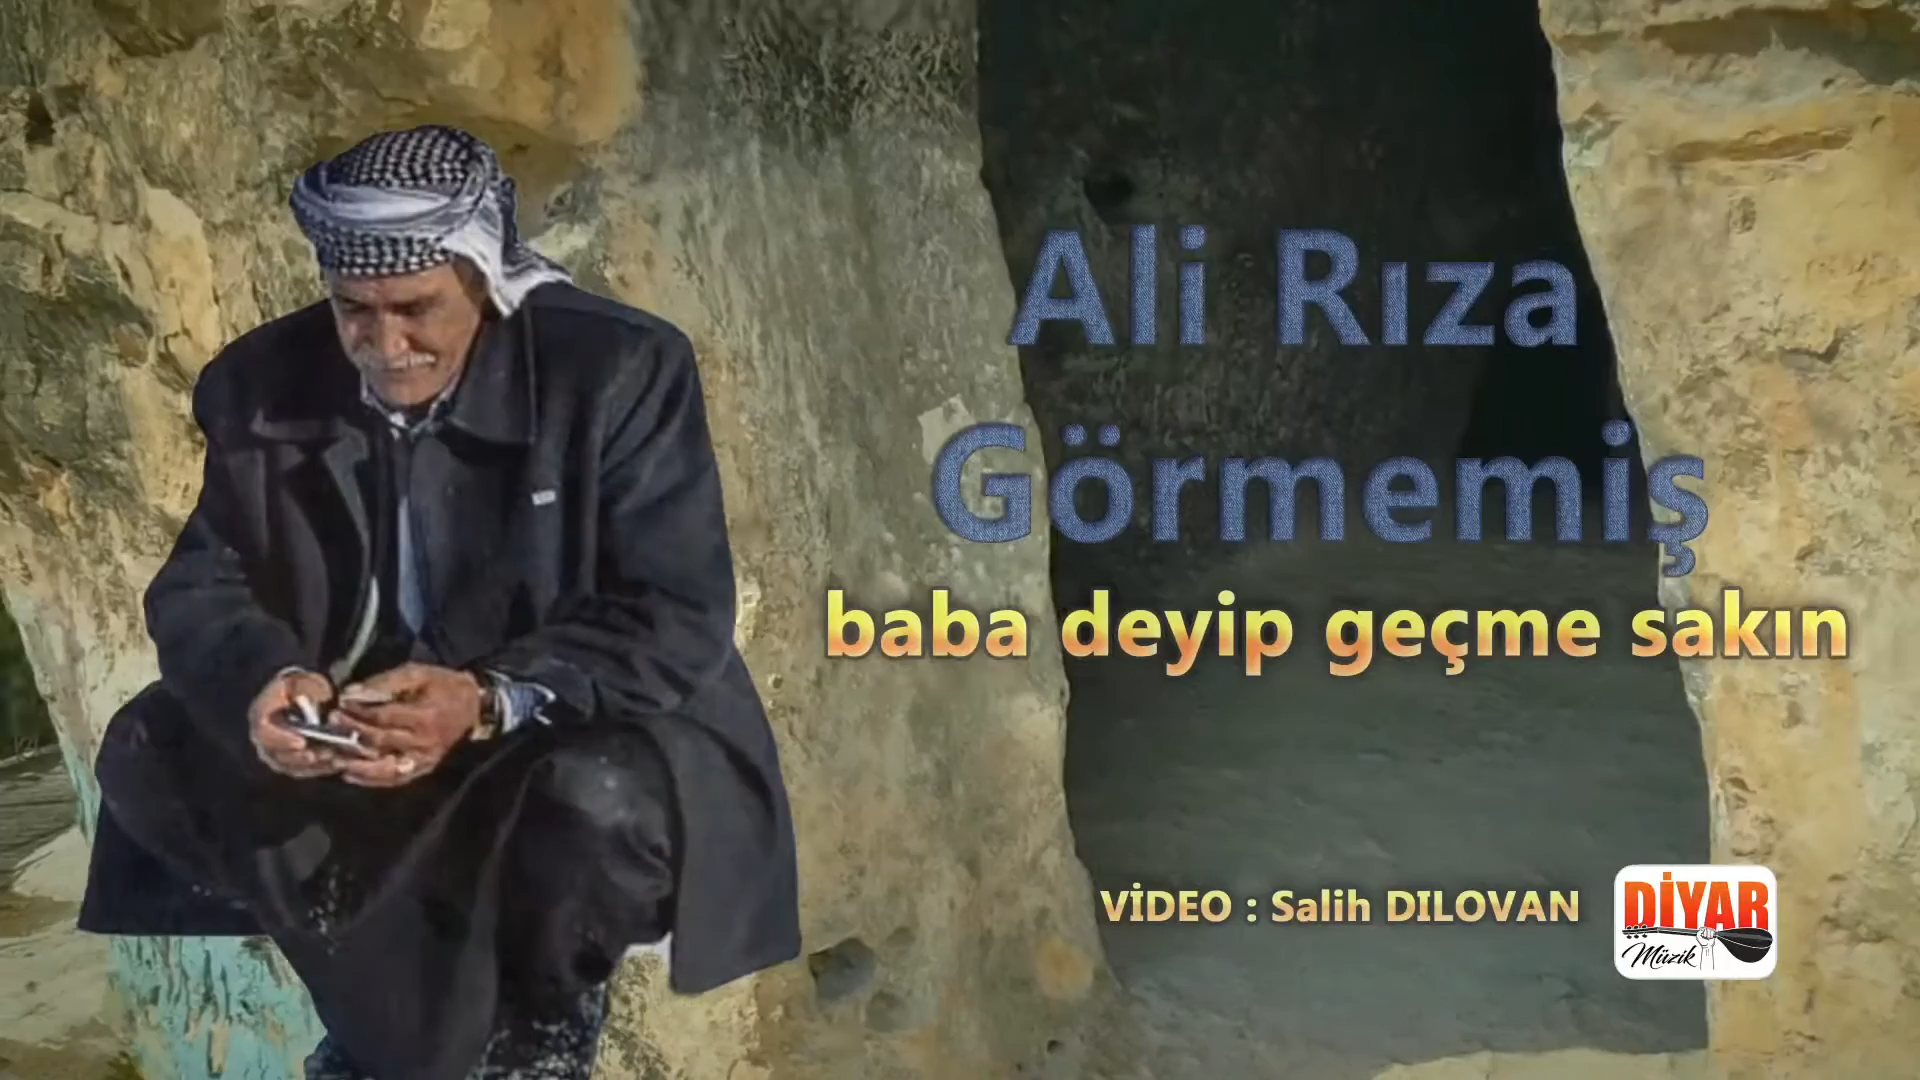 Ali Rıza
Görmemiş
baba deyip geçme sakın
VİDEO : Salih DILOVAN
DİYAR
Müzik